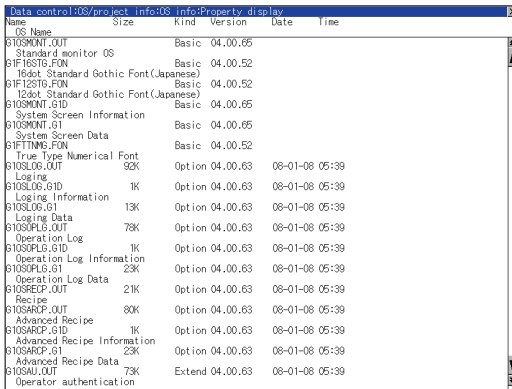 Data control:OS/project info:OS info:Property display
Name Size Kind Version Date Time
OS Name
G1OSMONT.OUT Basic 04.00.65
Standard monitor OS
G1F16STG.FON Basic 04.00.52
16dot Standard Gothic Font(Japanese)
G1F12STG.FON Basic 04.00.52
12dot Standard Gothic Font(Japanese)
G1OSMONT.G1D Basic 04.00.65
System Screen Information
G1OSMONT.G1 Basic 04.00.65
System Screen Data
G1FTTNMG.FON Basic 04.00.52
True Type Numerical Font
G1OSLOG.OUT 92K Option 04.00.63 08-01-08 05:39
Loging
G1OSLOG.G1D 1K Option 04.00.63 08-01-08 05:39
Loging Information
G1OSLOG.G1 13K Option 04.00.63 08-01-08 05:39
Loging Data
G1OSOPLG.OUT 78K Option 04.00.63 08-01-08 05:39
Operation Log
G1OSOPLG.G1D 1K Option 04.00.63 08-01-08 05:39
Operation Log Information
G1OSOPLG.G1 23K Option 04.00.63 08-01-08 05:39
Operation Log Data
G1OSRECP.OUT 21K Option 04.00.63 08-01-08 05:39
Recipe
G1OSARCP.OUT 80K Option 04.00.63 08-01-08 05:39
Advanced Recipe
G1OSARCP.G1D 1K Option 04.00.63 08-01-08 05:39
Advanced Recipe Information
G1OSARCP.G1 23K Option 04.00.63 08-01-08 05:39
Advanced Recipe Data
G1OSAU.OUT 73K Extend 04.00.63 08-01-08 05:39
Operator authentication